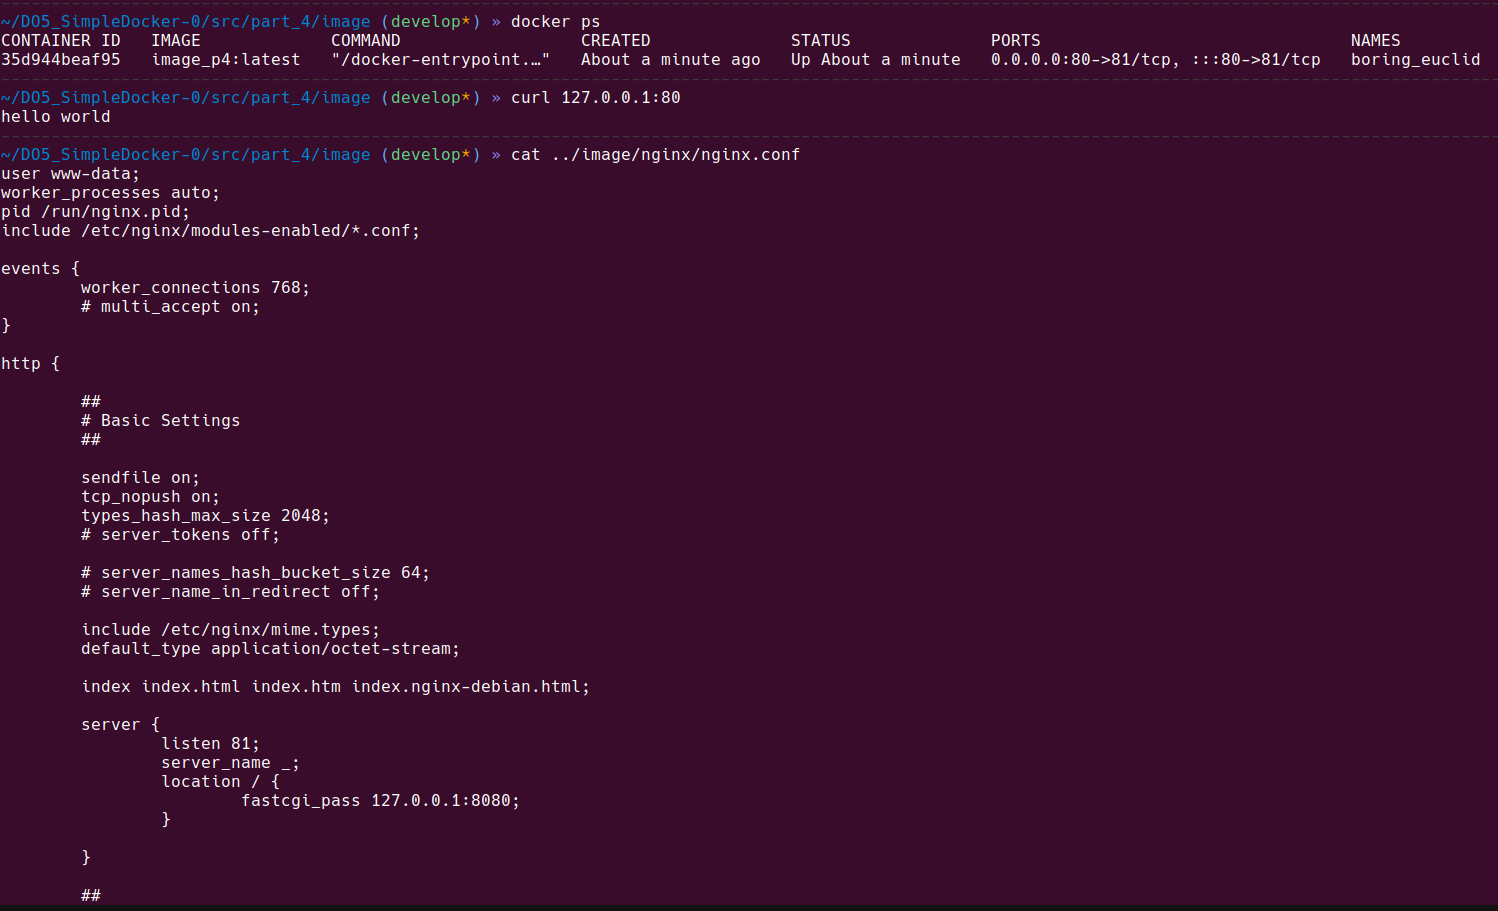 ~/DO5_SimpleDocker-0/src/part_4/image (develop*) » docker ps
CONTAINER ID   IMAGE             COMMAND                  CREATED              STATUS              PORTS                               NAMES
35d944beaf95   image_p4:latest   "/docker-entrypoint.…"   About a minute ago   Up About a minute   0.0.0.0:80->81/tcp, :::80->81/tcp   boring_euclid
~/DO5_SimpleDocker-0/src/part_4/image (develop*) » curl 127.0.0.1:80
hello world
~/DO5_SimpleDocker-0/src/part_4/image (develop*) » cat ../image/nginx/nginx.conf
user www-data;
worker_processes auto;
pid /run/nginx.pid;
include /etc/nginx/modules-enabled/*.conf;
events {
        worker_connections 768;
        # multi_accept on;
}
http {
        ##
        # Basic Settings
        ##
        sendfile on;
        tcp_nopush on;
        types_hash_max_size 2048;
        # server_tokens off;
        # server_names_hash_bucket_size 64;
        # server_name_in_redirect off;
        include /etc/nginx/mime.types;
        default_type application/octet-stream;
        index index.html index.htm index.nginx-debian.html;
        server {
                listen 81;
                server_name _;
                location / {
                        fastcgi_pass 127.0.0.1:8080;
                }
        }
        ##